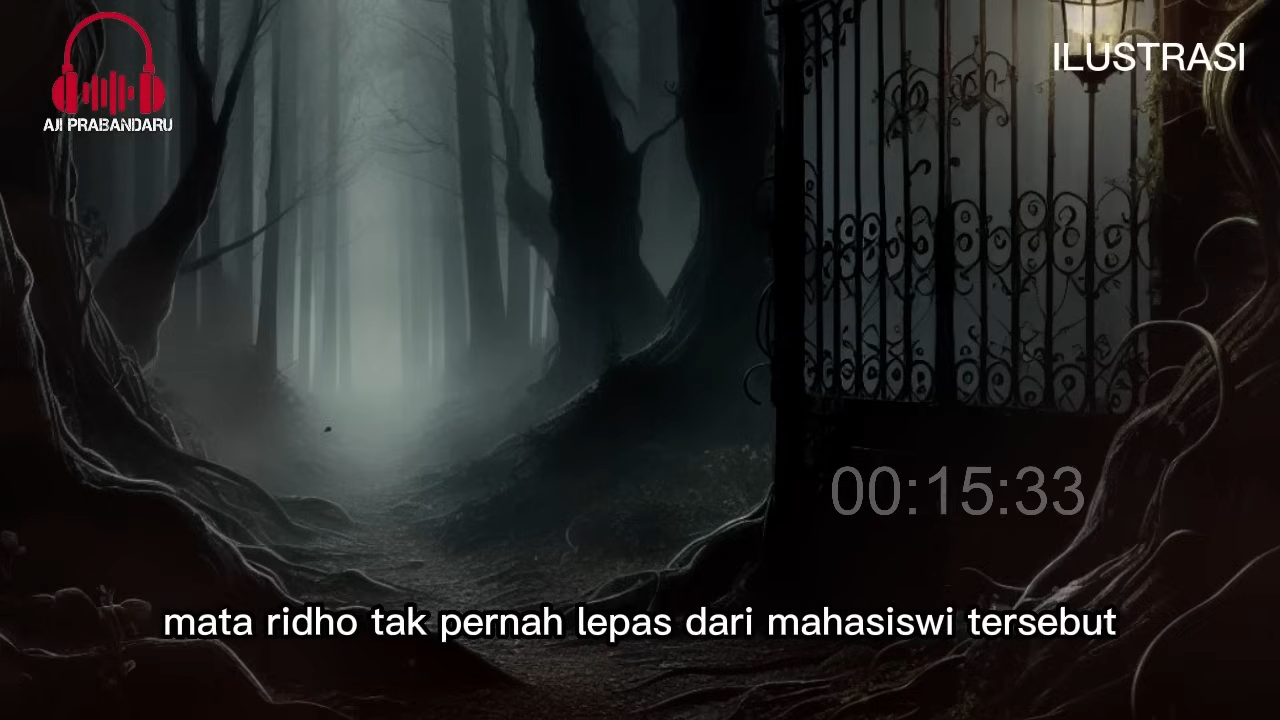 ILUSTRASI
AJI PRABANDARU
00:15:33
mata ridho tak pernah lepas dari mahasiswi tersebut